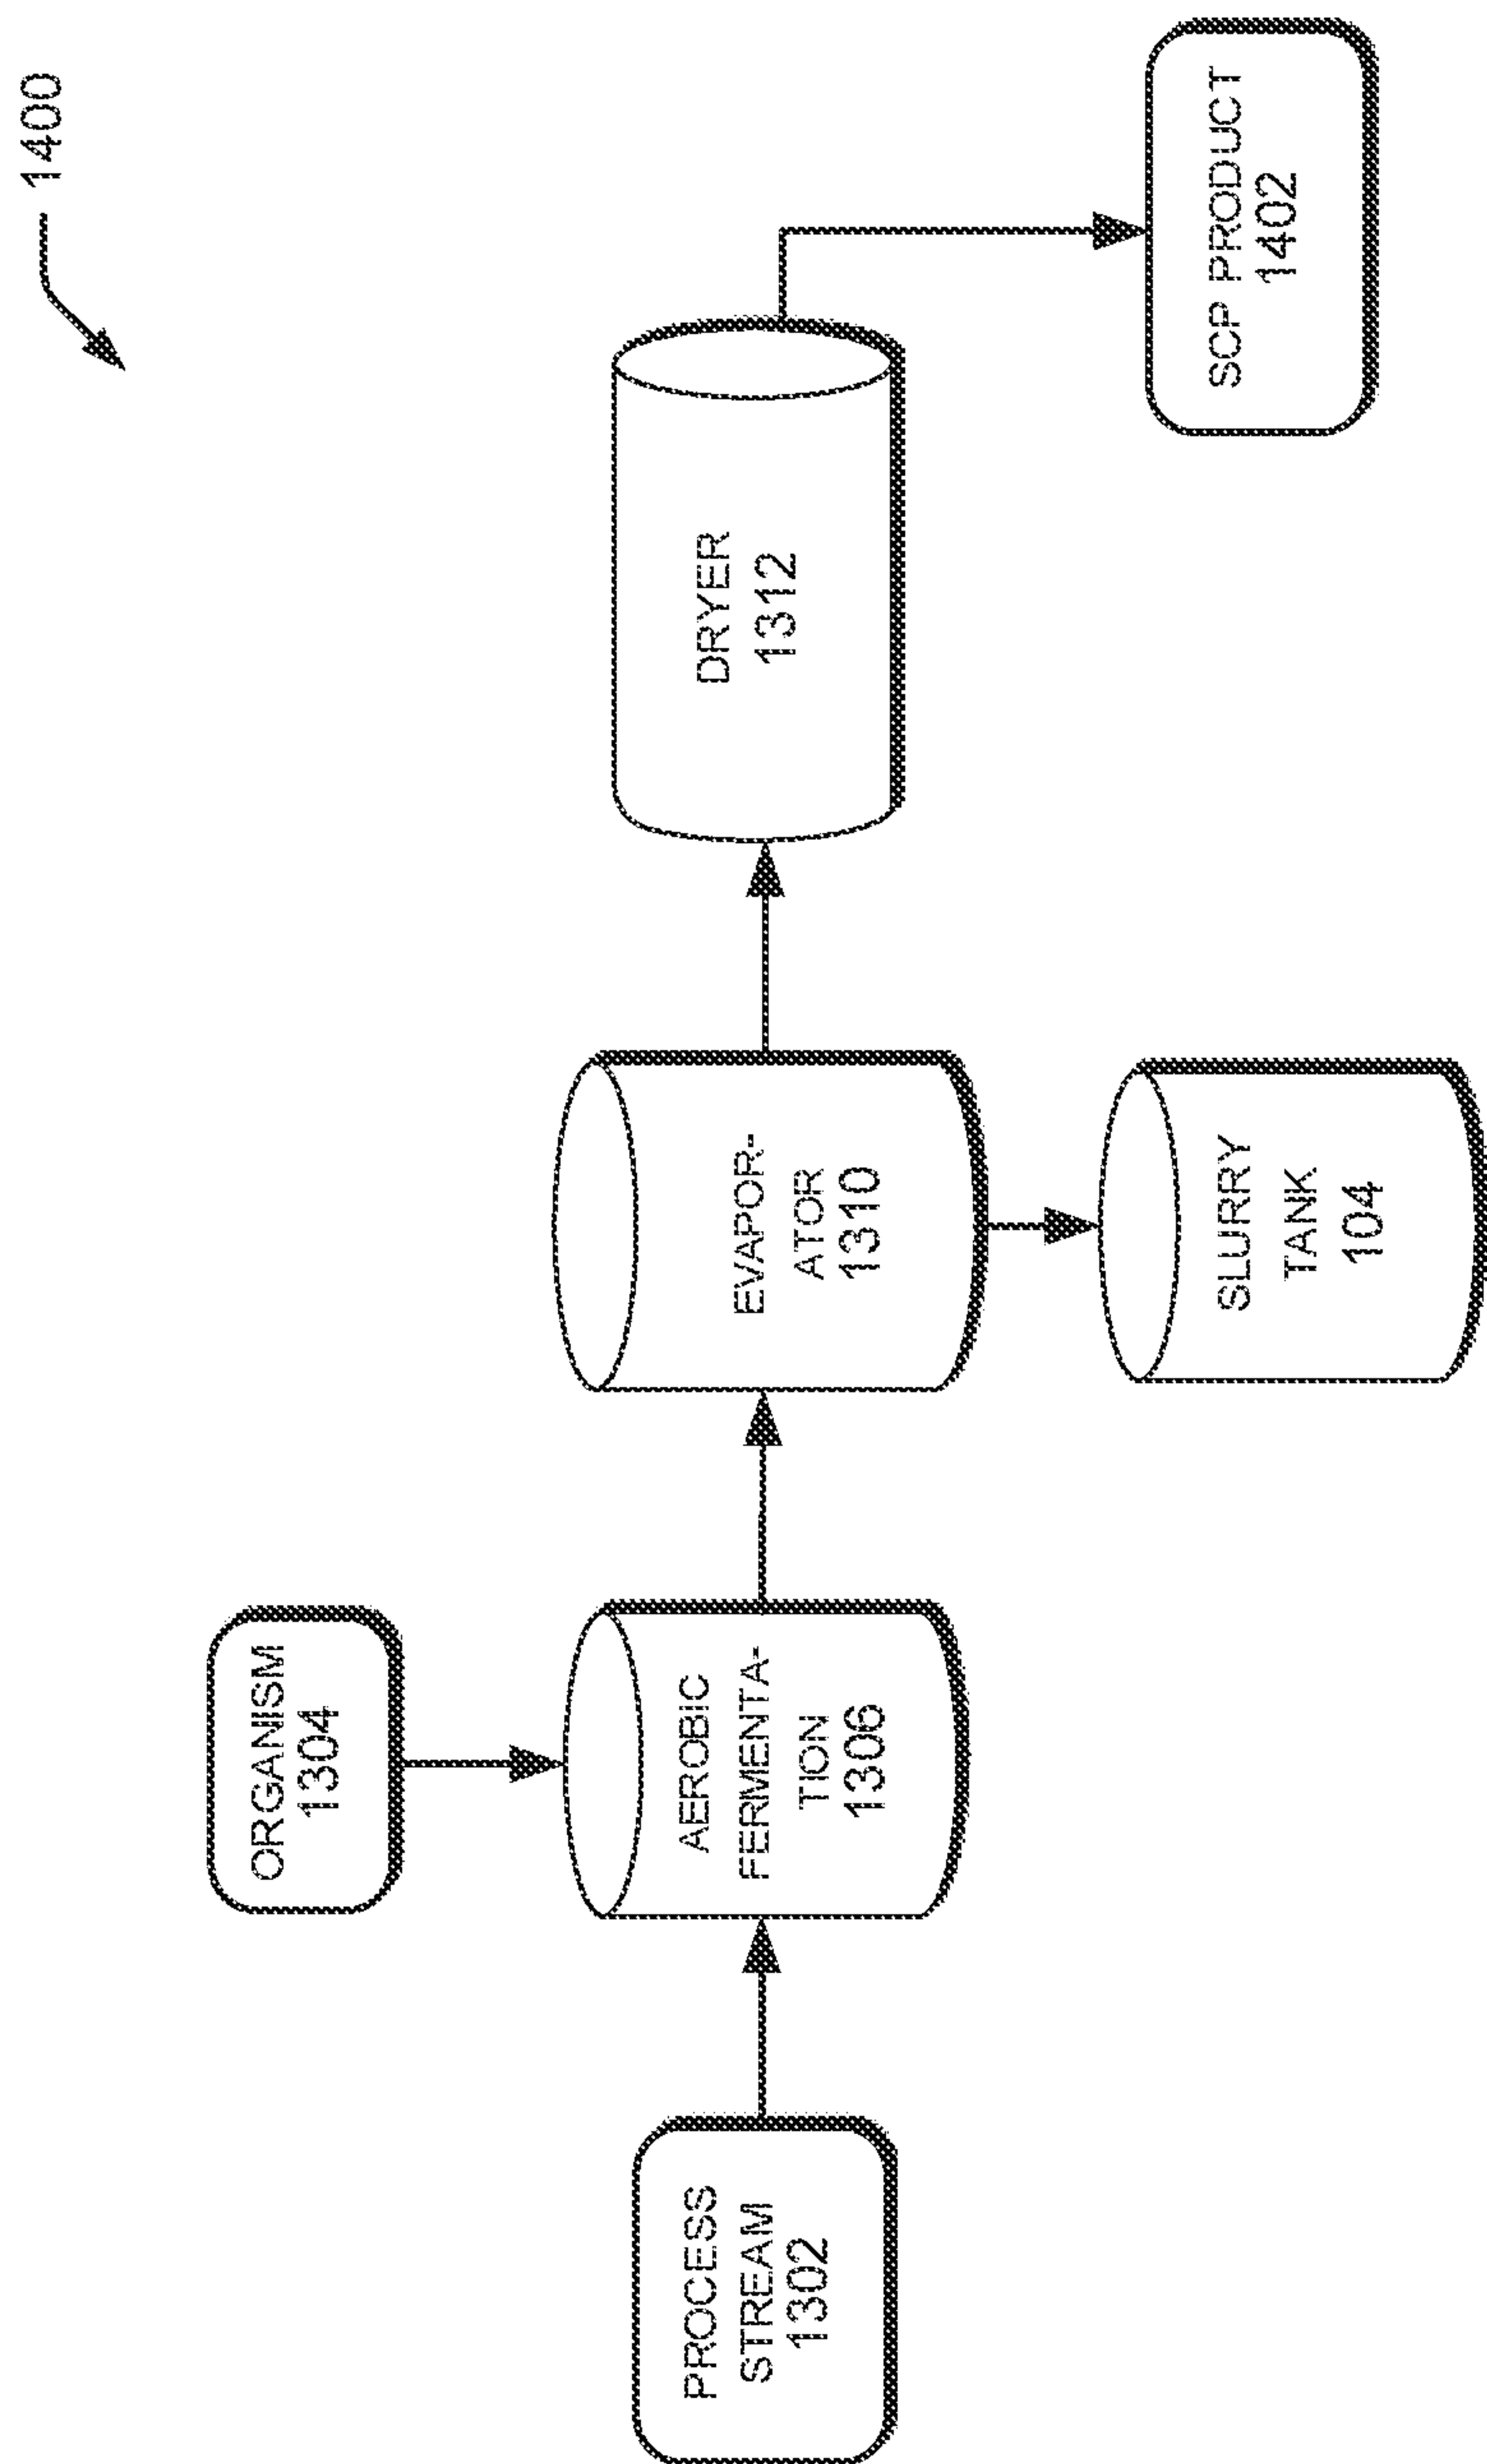 1400
ORGANISM
1304
PROCESS
STREAM
1302
AEROBIC
FERMENTA-
TION
1306
EVAPOR-
ATOR
1310
DRYER
1312
SLURRY
TANK
104
SCP PRODUCT
1402